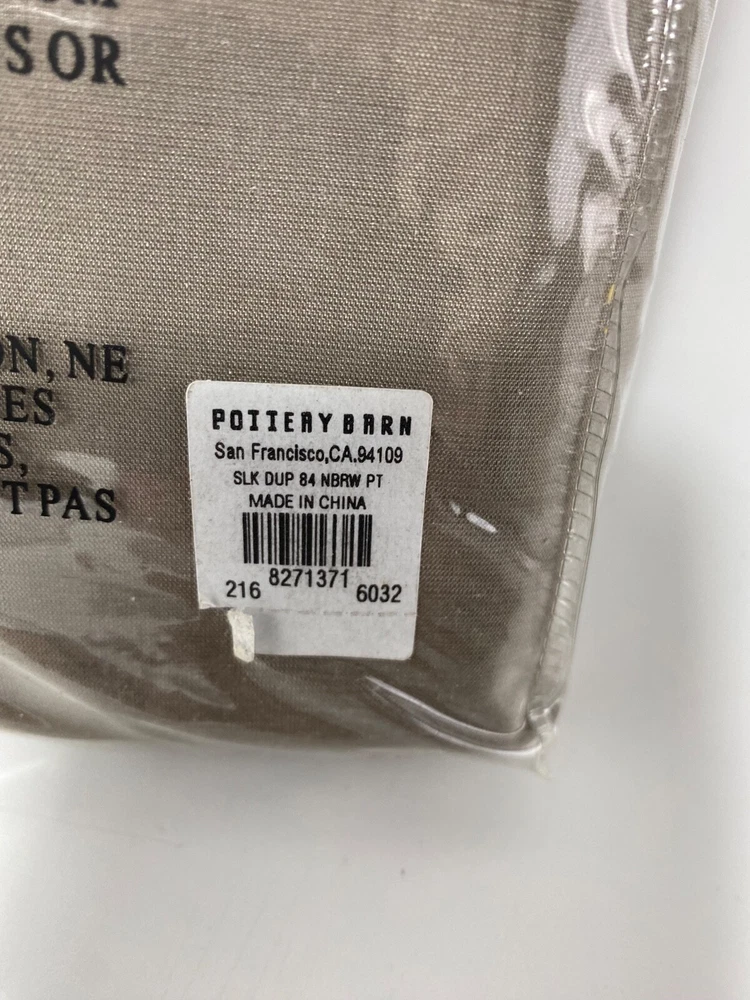 S OR
ON, NE
ES
S,
T PAS
POTTERY BARN
San Francisco,CA.94109
SLK DUP 84 NBRW PT
MADE IN CHINA
8271371
216 6032